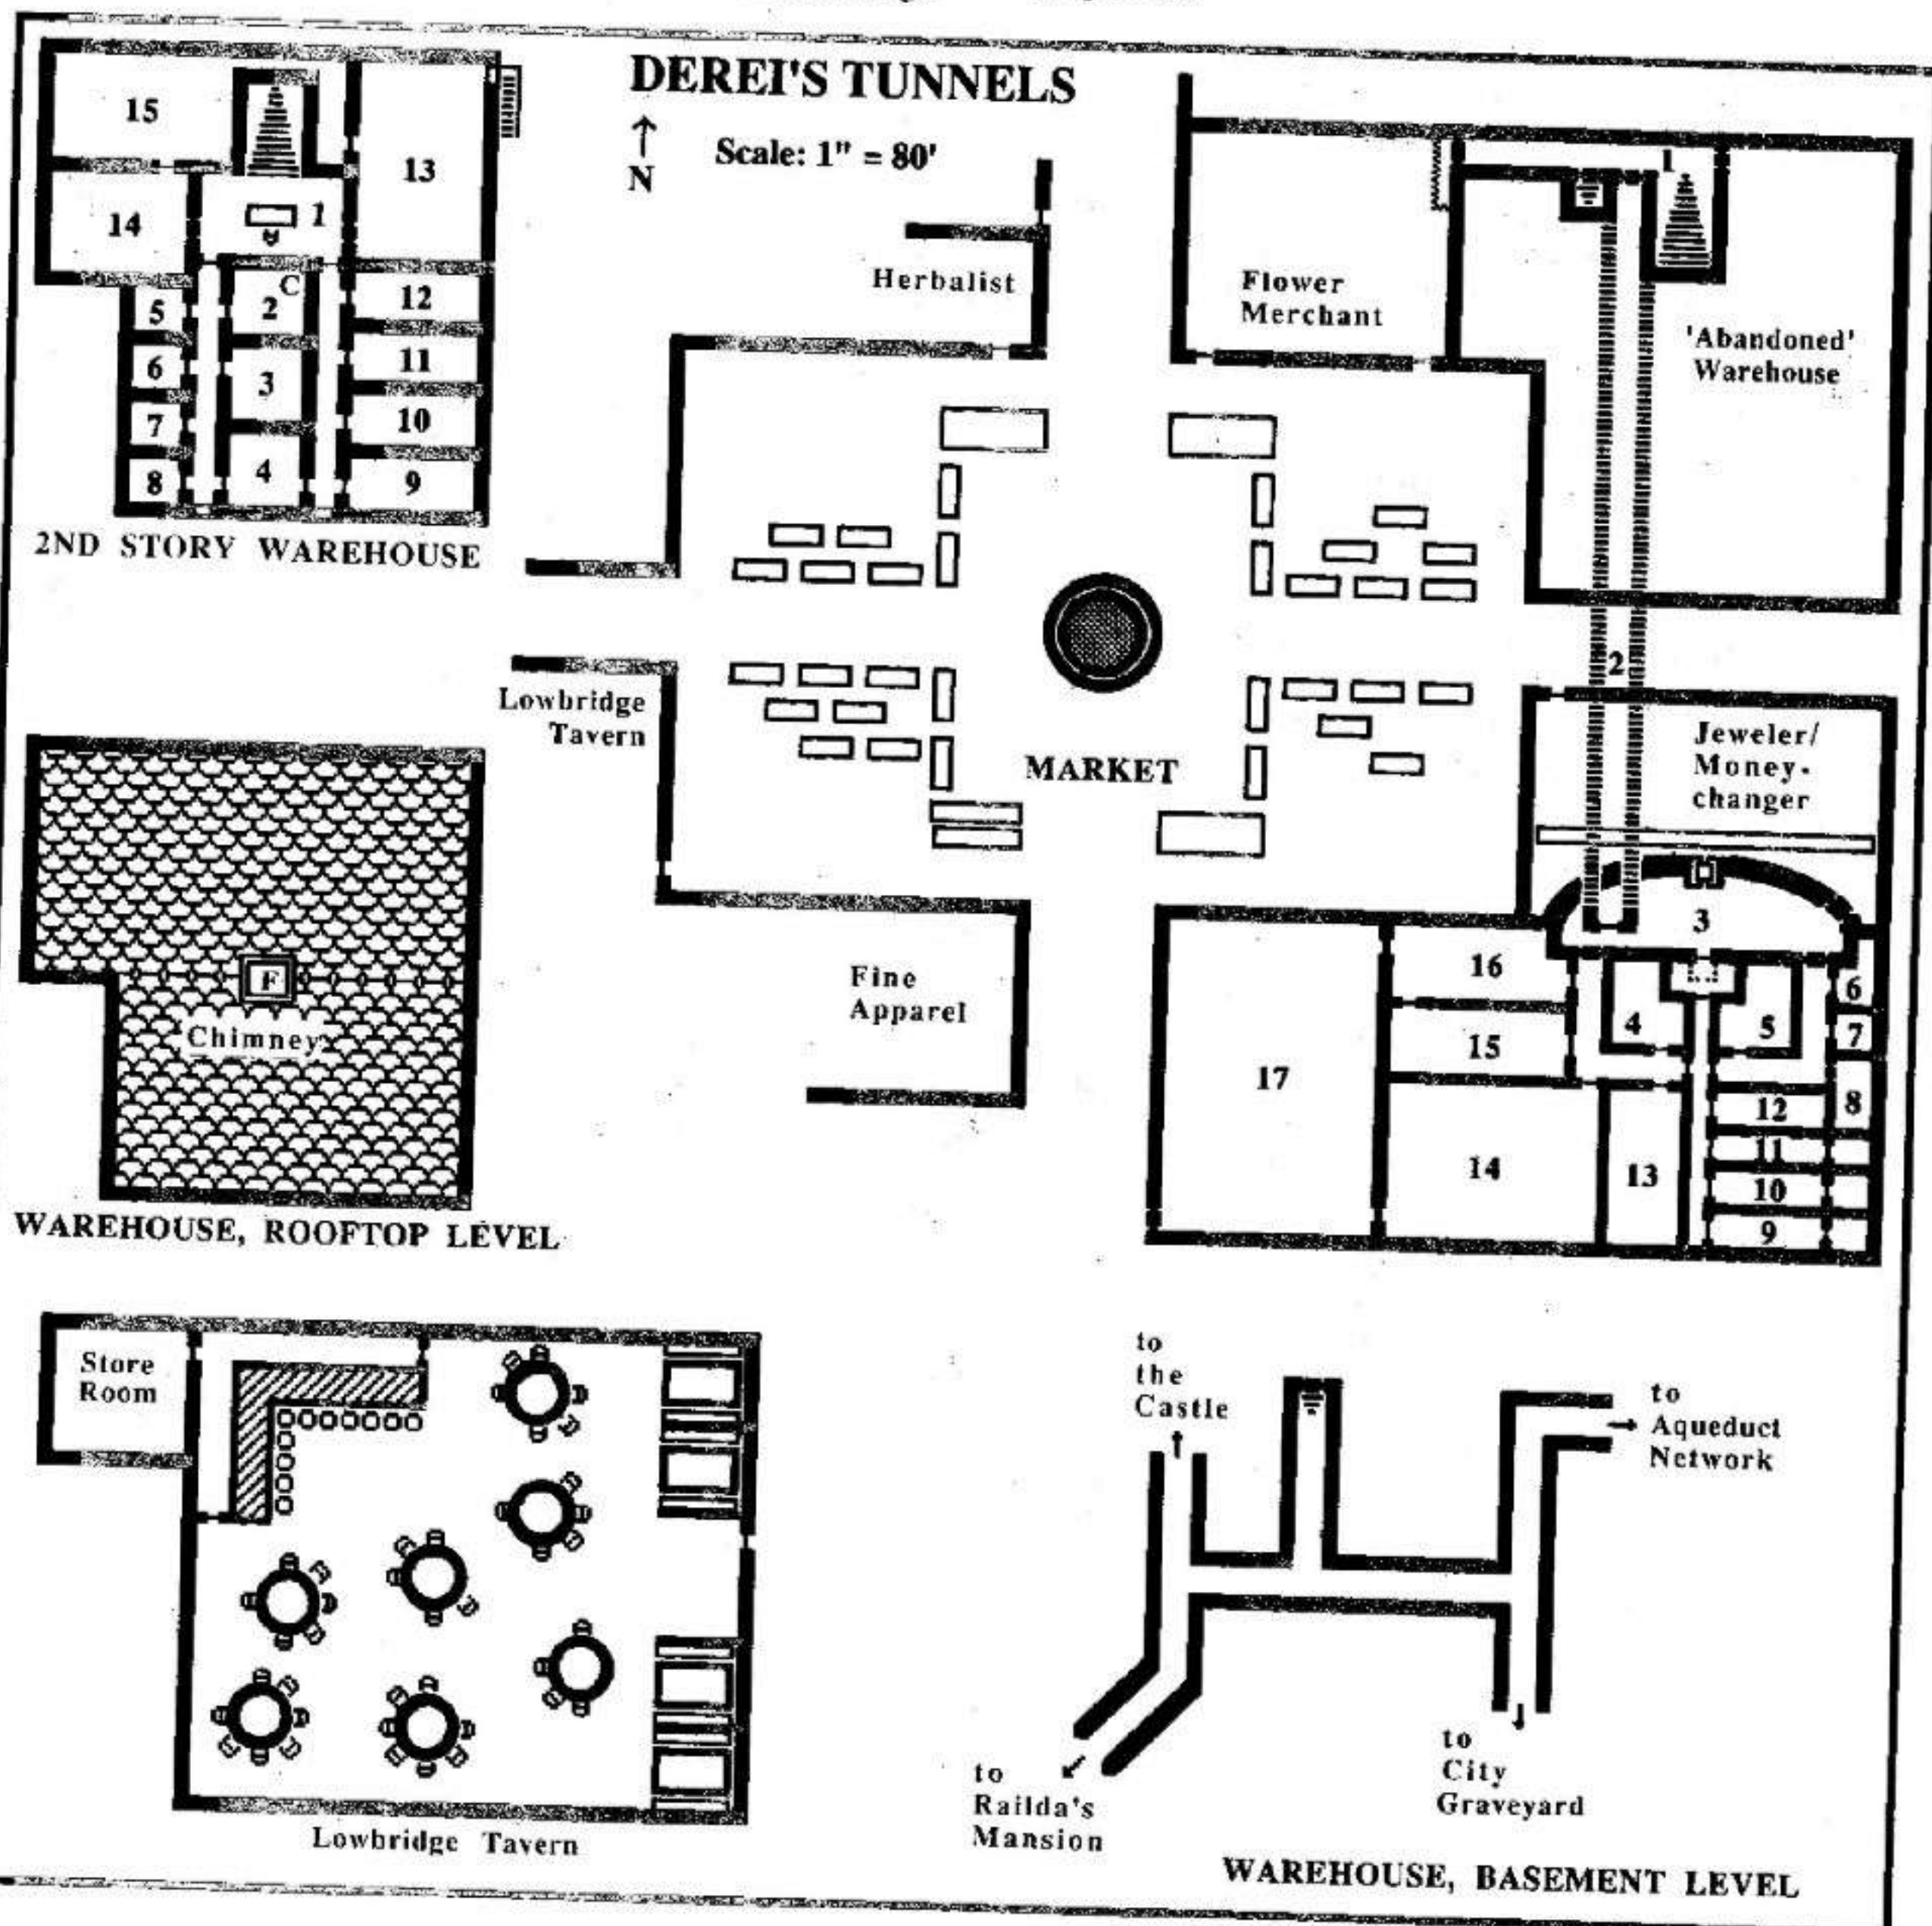 DEREI'S TUNNELS
↑
N
Scale: 1" = 80'
15
13
14
1
C
2
12
5
11
6
3
10
7
4
9
8
2ND STORY WAREHOUSE
Herbalist
Flower
Merchant
1
'Abandoned'
Warehouse
2
Lowbridge
Tavern
MARKET
Jeweler/
Money-
changer
F
Chimney
WAREHOUSE, ROOFTOP LEVEL
Fine
Apparel
3
16
6
4
5
7
15
17
12
8
11
14
13
10
9
Store
Room
Lowbridge Tavern
to
the
Castle
to
Aqueduct
Network
to
Railda's
Mansion
to
City
Graveyard
WAREHOUSE, BASEMENT LEVEL